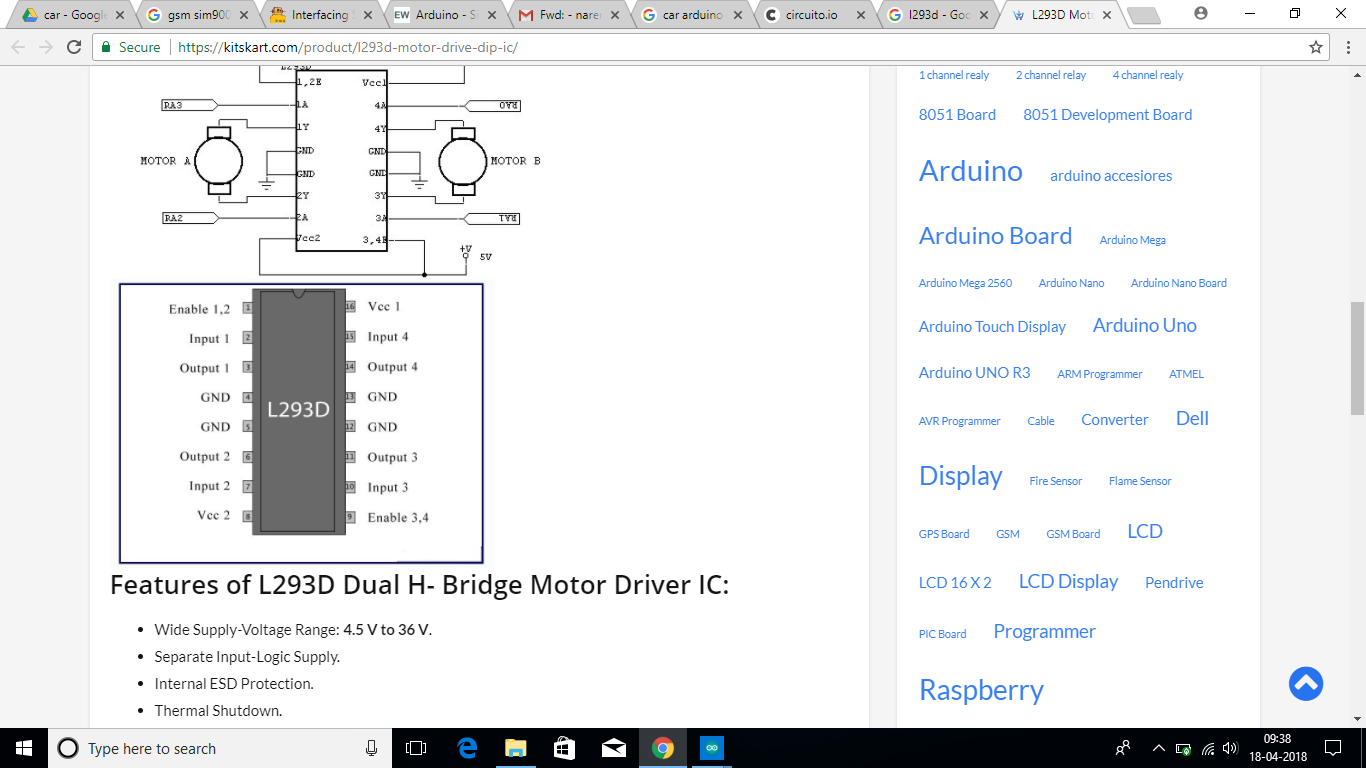 car - Google
gsm sim900
Interfacing
Arduino - Si
Fwd: - nare
car arduino
circuito.io
l293d - Goo
L293D Moto
Secure
https://kitskart.com/product/l293d-motor-drive-dip-ic/
L293D
1,2E Vcc1
RA3 1A 4A RA0
1Y 4Y
MOTOR A GND GND MOTOR B
GND GND
2Y 3Y
RA2 2A 3A RA1
Vcc2 3,4E
+V
5V
Enable 1,2 1 16 Vcc 1
Input 1 2 15 Input 4
Output 1 3 14 Output 4
GND 4 13 GND
L293D
GND 5 12 GND
Output 2 6 11 Output 3
Input 2 7 10 Input 3
Vcc 2 8 9 Enable 3,4
Features of L293D Dual H- Bridge Motor Driver IC:
Wide Supply-Voltage Range: 4.5 V to 36 V.
Separate Input-Logic Supply.
Internal ESD Protection.
Thermal Shutdown.
1 channel realy 2 channel relay 4 channel realy
8051 Board 8051 Development Board
Arduino arduino accesiores
Arduino Board Arduino Mega
Arduino Mega 2560 Arduino Nano Arduino Nano Board
Arduino Touch Display Arduino Uno
Arduino UNO R3 ARM Programmer ATMEL
AVR Programmer Cable Converter Dell
Display Fire Sensor Flame Sensor
GPS Board GSM GSM Board LCD
LCD 16 X 2 LCD Display Pendrive
PIC Board Programmer
Raspberry
Type here to search
09:38
18-04-2018